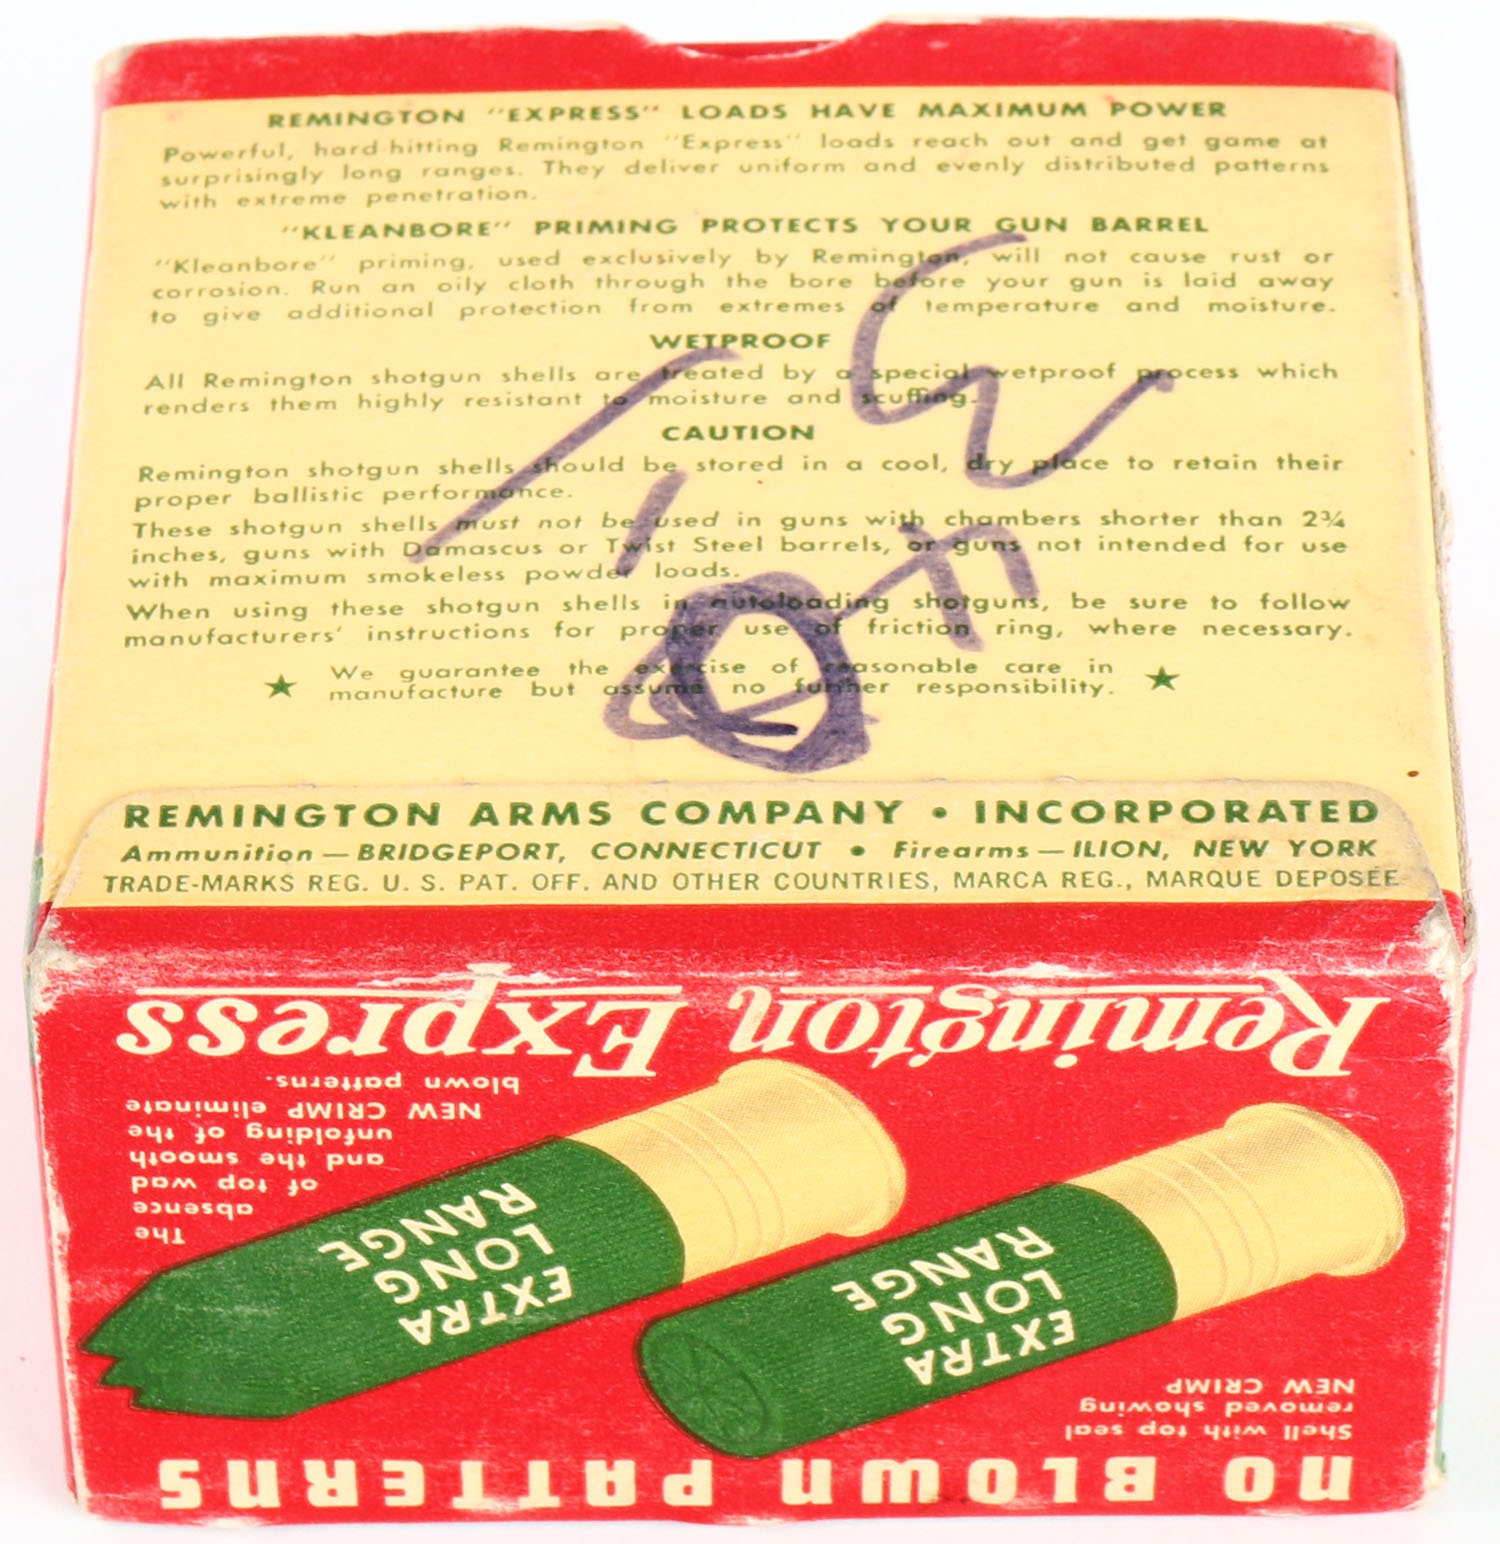 REMINGTON "EXPRESS" LOADS HAVE MAXIMUM POWER
Powerful, hard-hitting Remington "Express" loads reach out and get game at
surprisingly long ranges. They deliver uniform and evenly distributed patterns
with extreme penetration.
"KLEANBORE" PRIMING PROTECTS YOUR GUN BARREL
"Kleanbore" priming, used exclusively by Remington, will not cause rust or
corrosion. Run an oily cloth through the bore before your gun is laid away
to give additional protection from extremes of temperature and moisture.
WETPROOF
All Remington shotgun shells are treated by a special wetproof process which
renders them highly resistant to moisture and scuffing.
CAUTION
Remington shotgun shells should be stored in a cool, dry place to retain their
proper ballistic performance.
These shotgun shells must not be used in guns with chambers shorter than 2¾
inches, guns with Damascus or Twist Steel barrels, or guns not intended for use
with maximum smokeless powder loads.
When using these shotgun shells in autoloading shotguns, be sure to follow
manufacturers' instructions for proper use of friction ring, where necessary.
★ We guarantee the exercise of reasonable care in ★
manufacture but assume no further responsibility.
REMINGTON ARMS COMPANY • INCORPORATED
Ammunition—BRIDGEPORT, CONNECTICUT • Firearms—ILION, NEW YORK
TRADE-MARKS REG. U. S. PAT. OFF. AND OTHER COUNTRIES, MARCA REG., MARQUE DEPOSÉE
NO BLOWN PATTERNS
Shell with top seal
removed showing
NEW CRIMP
EXTRA
LONG
RANGE
EXTRA
LONG
RANGE
The
absence
of top wad
and the smooth
unfolding of the
NEW CRIMP eliminate
blown patterns.
Remington Express